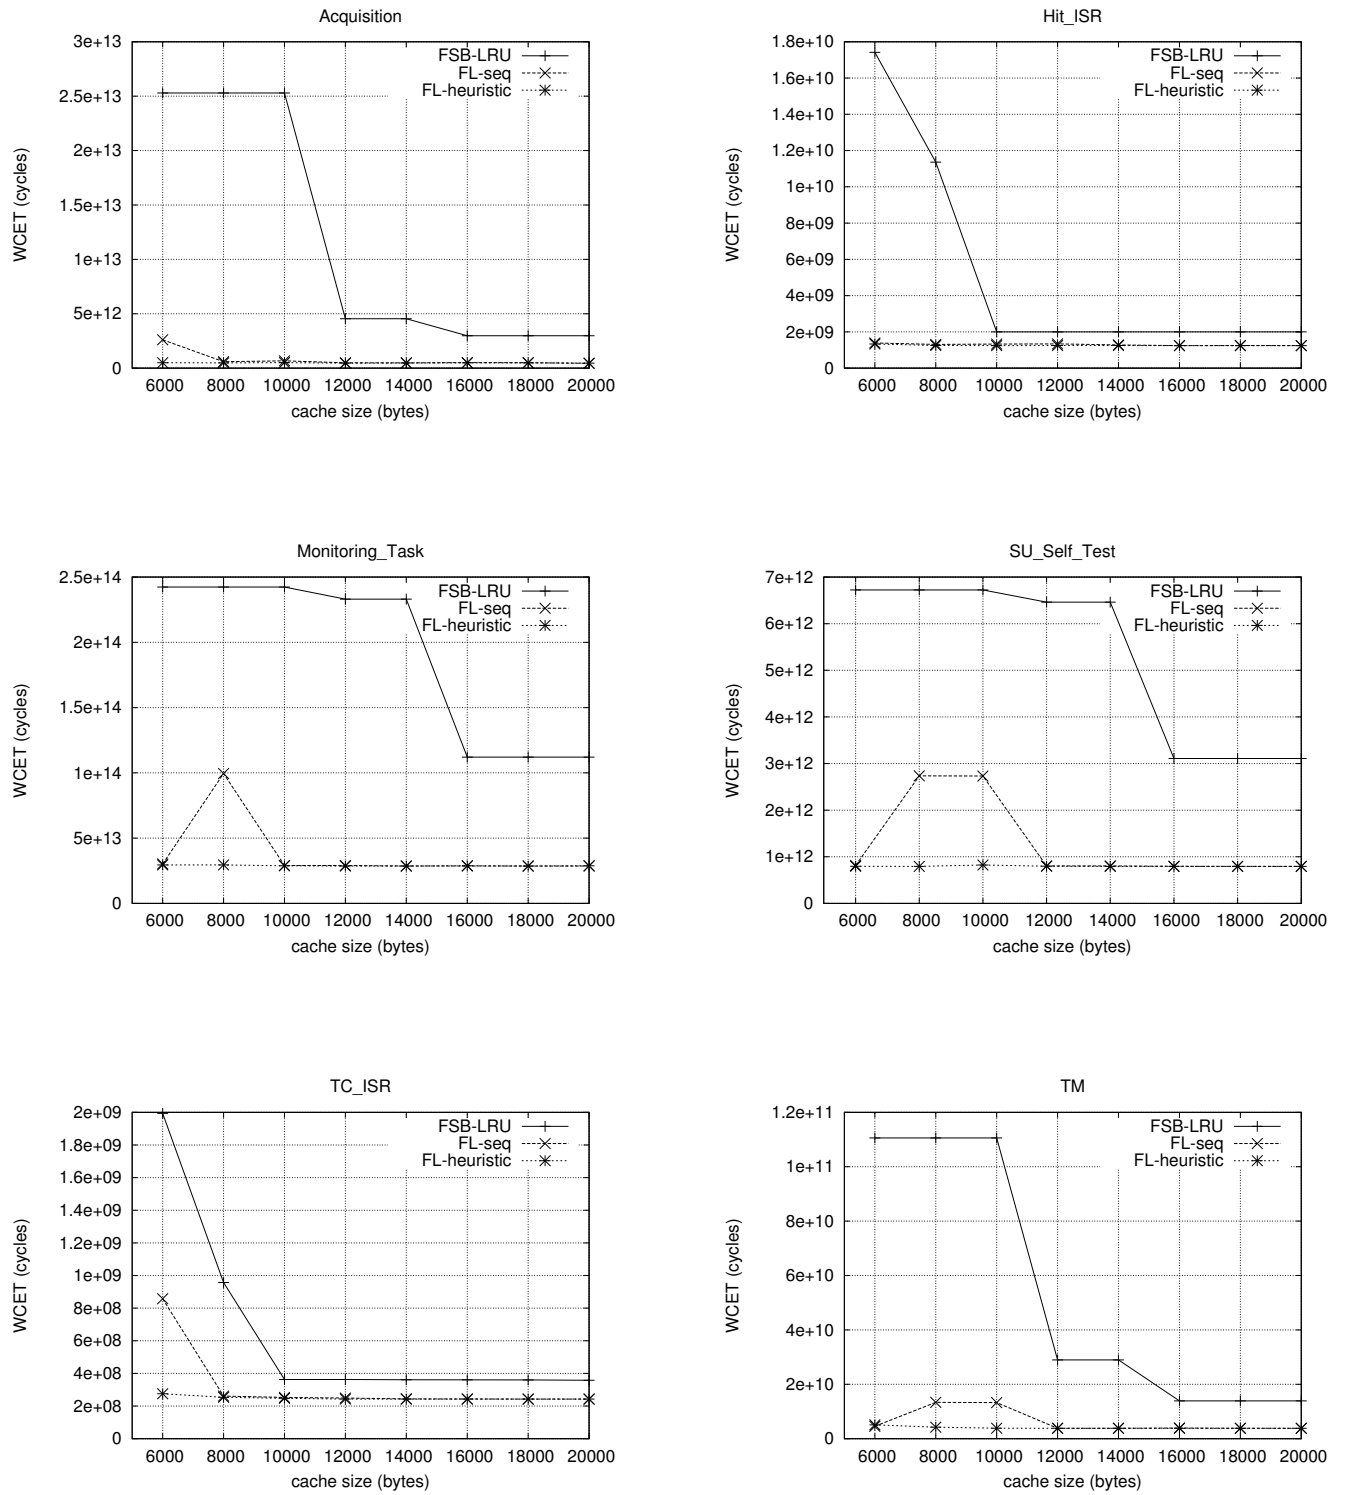 Acquisition
3e+13
2.5e+13
2e+13
1.5e+13
1e+13
5e+12
0
WCET (cycles)
FSB-LRU
FL-seq
FL-heuristic
6000 8000 10000 12000 14000 16000 18000 20000
cache size (bytes)
Hit_ISR
1.8e+10
1.6e+10
1.4e+10
1.2e+10
1e+10
8e+09
6e+09
4e+09
2e+09
0
WCET (cycles)
FSB-LRU
FL-seq
FL-heuristic
6000 8000 10000 12000 14000 16000 18000 20000
cache size (bytes)
Monitoring_Task
2.5e+14
2e+14
1.5e+14
1e+14
5e+13
0
WCET (cycles)
FSB-LRU
FL-seq
FL-heuristic
6000 8000 10000 12000 14000 16000 18000 20000
cache size (bytes)
SU_Self_Test
7e+12
6e+12
5e+12
4e+12
3e+12
2e+12
1e+12
0
WCET (cycles)
FSB-LRU
FL-seq
FL-heuristic
6000 8000 10000 12000 14000 16000 18000 20000
cache size (bytes)
TC_ISR
2e+09
1.8e+09
1.6e+09
1.4e+09
1.2e+09
1e+09
8e+08
6e+08
4e+08
2e+08
0
WCET (cycles)
FSB-LRU
FL-seq
FL-heuristic
6000 8000 10000 12000 14000 16000 18000 20000
cache size (bytes)
TM
1.2e+11
1e+11
8e+10
6e+10
4e+10
2e+10
0
WCET (cycles)
FSB-LRU
FL-seq
FL-heuristic
6000 8000 10000 12000 14000 16000 18000 20000
cache size (bytes)